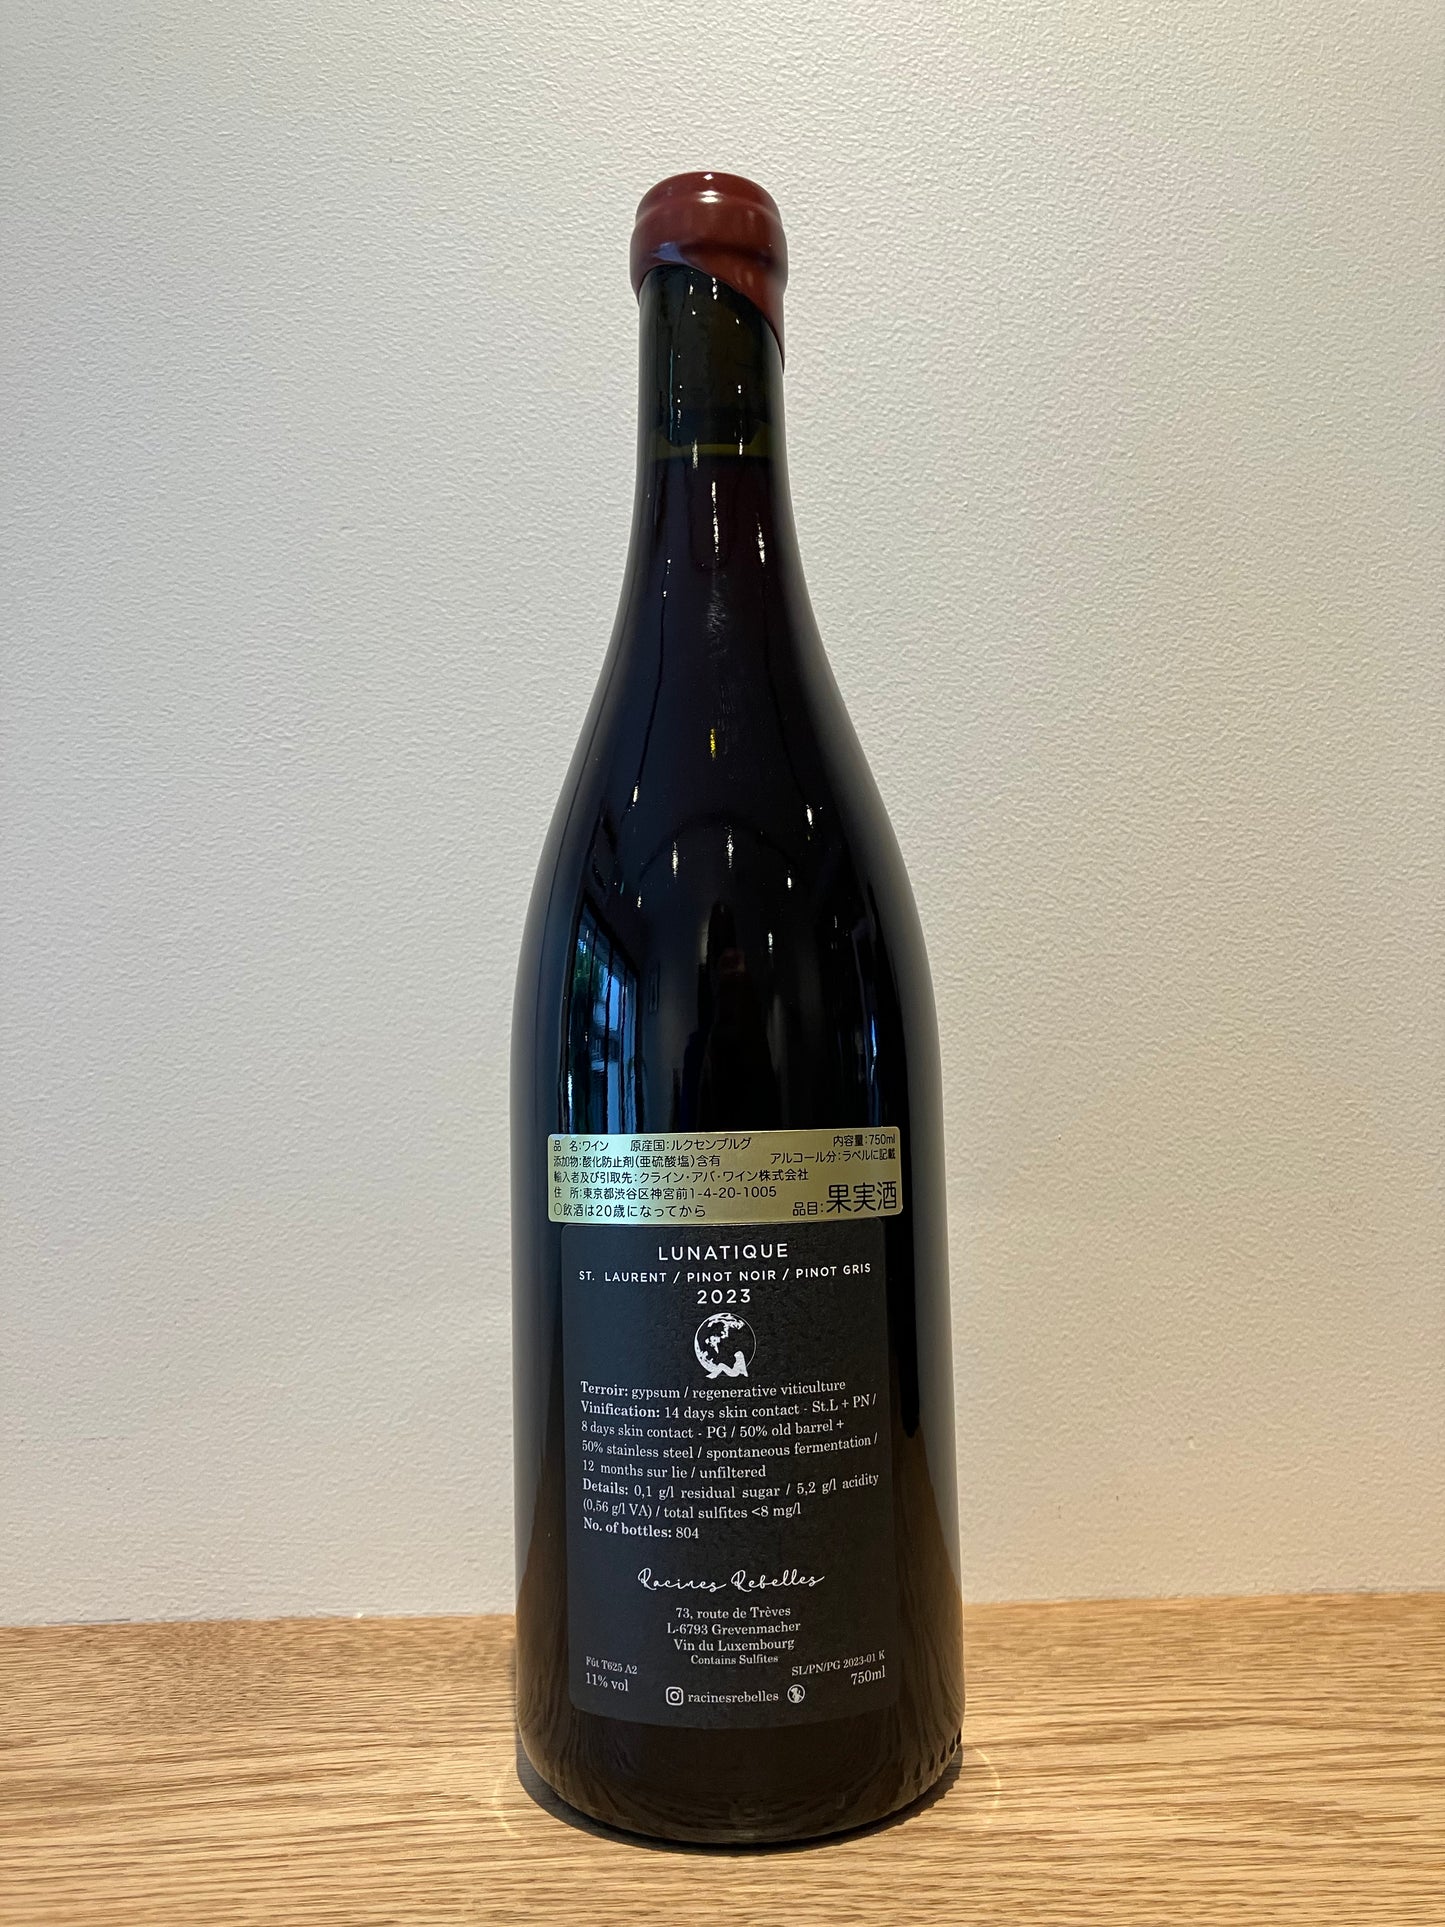 品 名:ワイン 原産国:ルクセンブルグ 内容量:750ml
添加物:酸化防止剤(亜硫酸塩)含有 アルコール分:ラベルに記載
輸入者及び引取先:クライン・アバ・ワイン株式会社
住 所:東京都渋谷区神宮前1-4-20-1005
○飲酒は20歳になってから 品目:果実酒
LUNATIQUE
ST. LAURENT / PINOT NOIR / PINOT GRIS
2023
Terroir: gypsum / regenerative viticulture
Vinification: 14 days skin contact - St.L + PN /
8 days skin contact - PG / 50% old barrel +
50% stainless steel / spontaneous fermentation /
12 months sur lie / unfiltered
Details: 0,1 g/l residual sugar / 5,2 g/l acidity
(0,56 g/l VA) / total sulfites <8 mg/l
No. of bottles: 804
Racines Rebelles
73, route de Trèves
L-6793 Grevenmacher
Vin du Luxembourg
Contains Sulfites
Fût T625 A2 SL/PN/PG 2023-01 K
11% vol 750ml
racinesrebelles